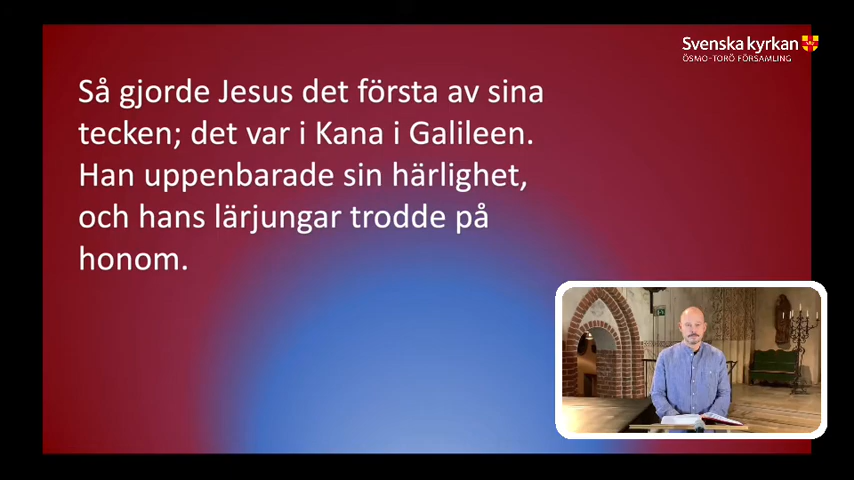 Svenska kyrkan
ÖSMO-TORÖ FÖRSAMLING
Så gjorde Jesus det första av sina
tecken; det var i Kana i Galileen.
Han uppenbarade sin härlighet,
och hans lärjungar trodde på
honom.